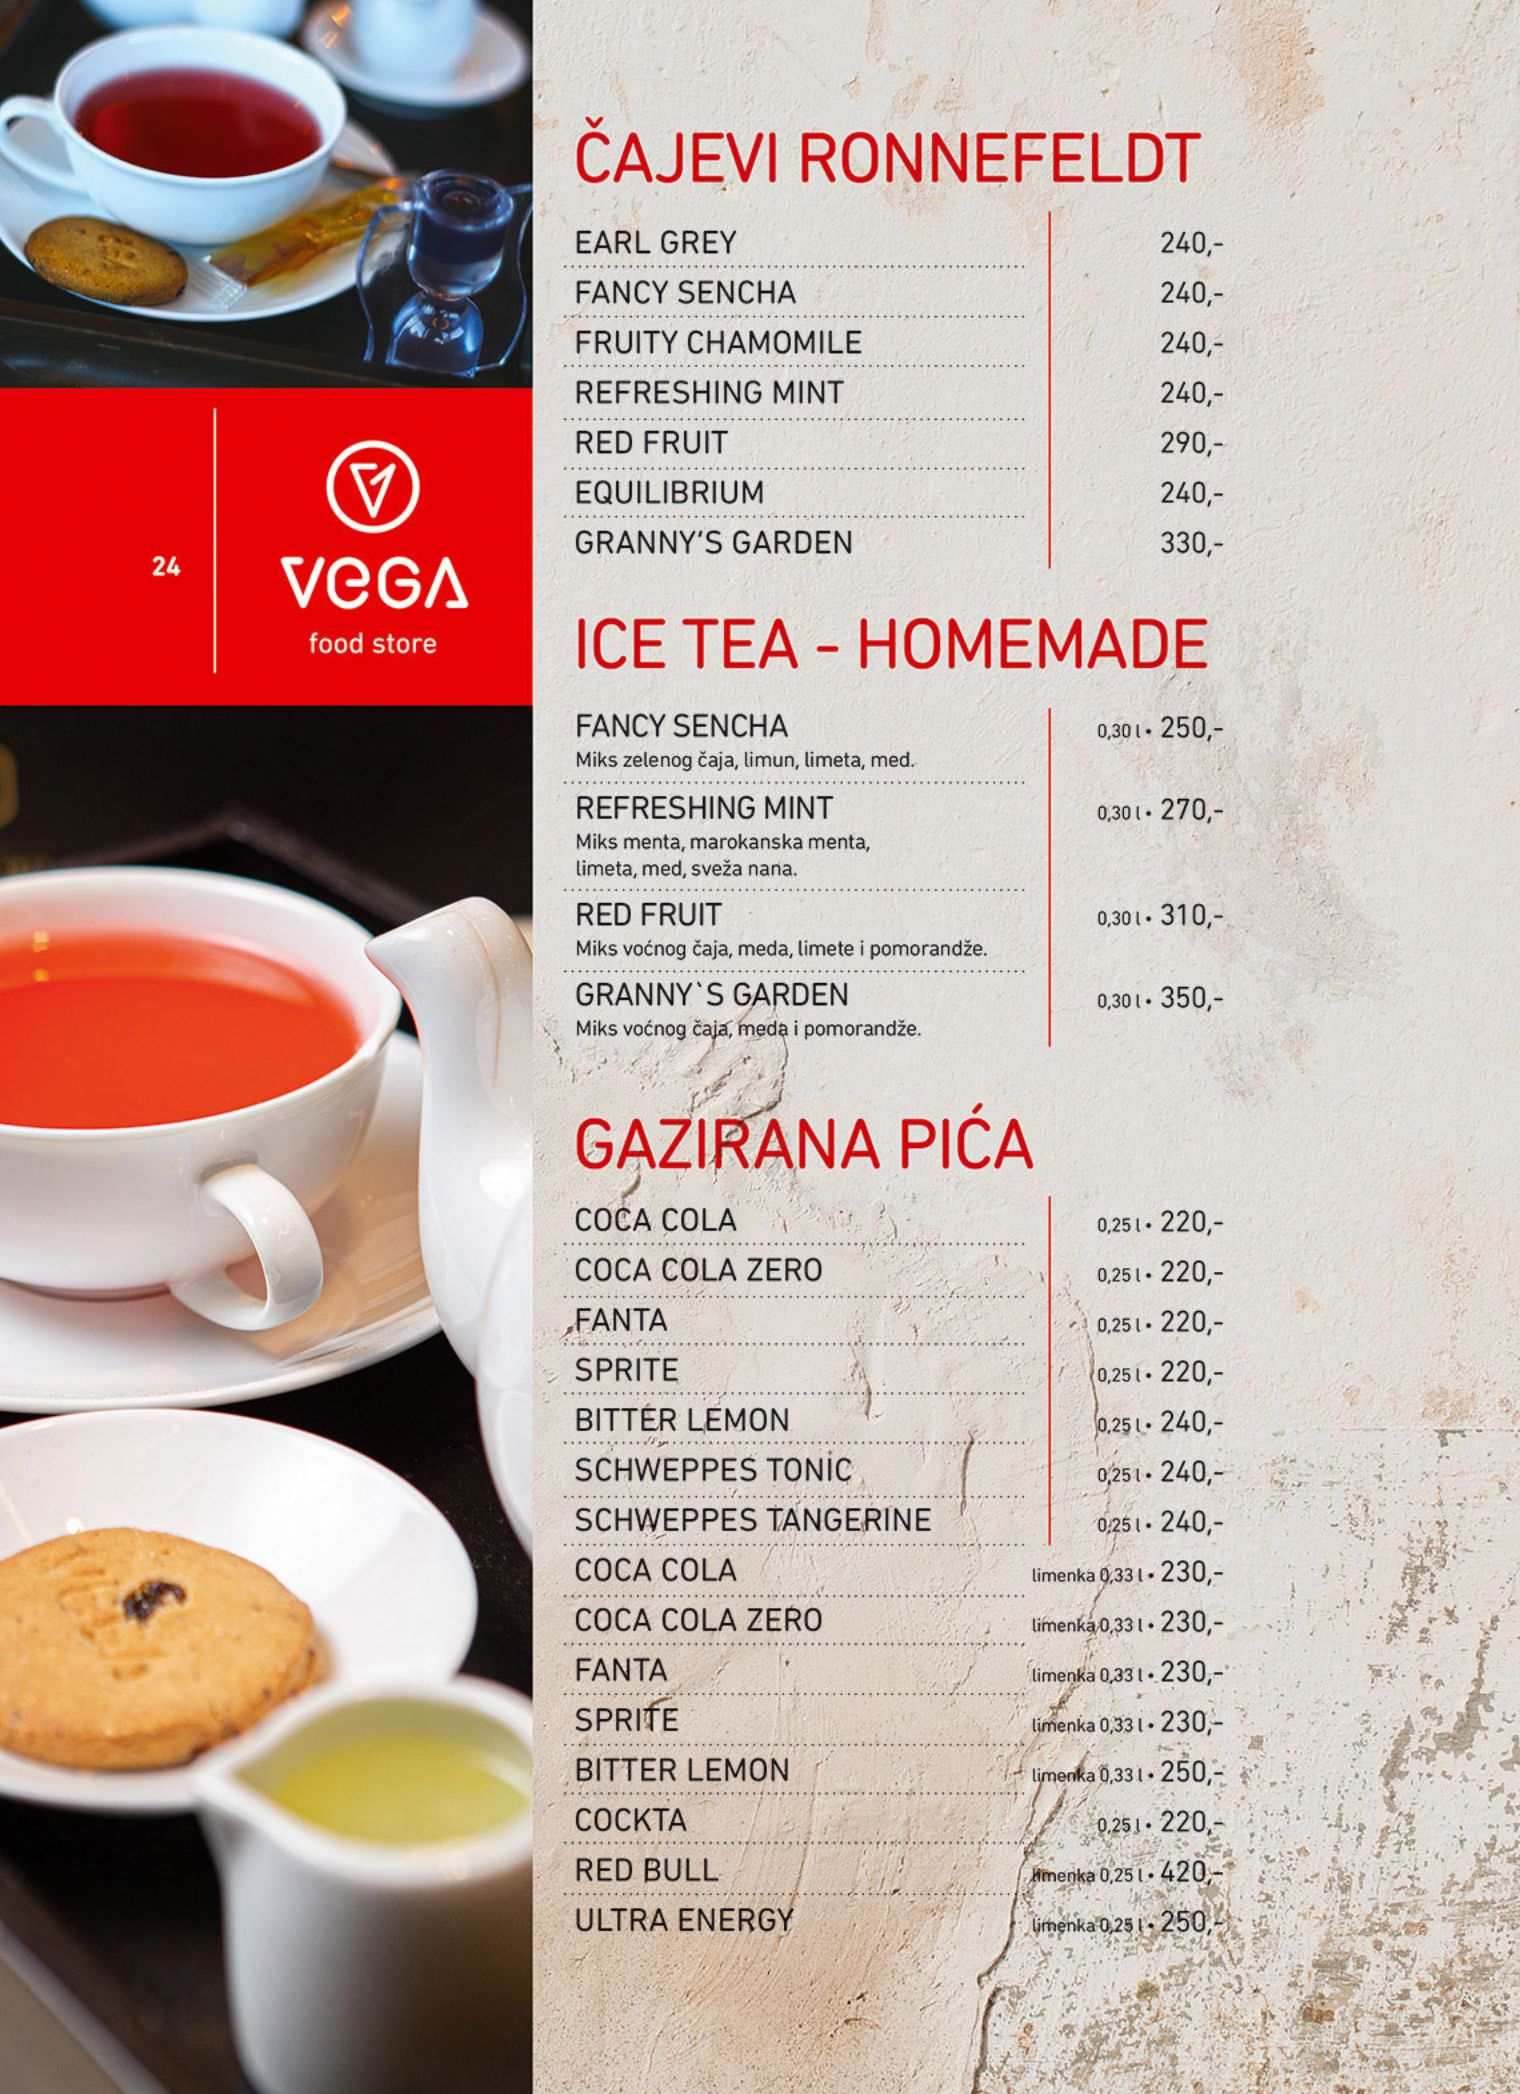 24
VEGA
food store
ČAJEVI RONNEFELDT
EARL GREY 240,-
FANCY SENCHA 240,-
FRUITY CHAMOMILE 240,-
REFRESHING MINT 240,-
RED FRUIT 290,-
EQUILIBRIUM 240,-
GRANNY'S GARDEN 330,-
ICE TEA - HOMEMADE
FANCY SENCHA 0,30 l • 250,-
Miks zelenog čaja, limun, limeta, med.
REFRESHING MINT 0,30 l • 270,-
Miks menta, marokanska menta,
limeta, med, sveža nana.
RED FRUIT 0,30 l • 310,-
Miks voćnog čaja, meda, limete i pomorandže.
GRANNY`S GARDEN 0,30 l • 350,-
Miks voćnog čaja, meda i pomorandže.
GAZIRANA PIĆA
COCA COLA 0,25 l • 220,-
COCA COLA ZERO 0,25 l • 220,-
FANTA 0,25 l • 220,-
SPRITE 0,25 l • 220,-
BITTER LEMON 0,25 l • 240,-
SCHWEPPES TONIC 0,25 l • 240,-
SCHWEPPES TANGERINE 0,25 l • 240,-
COCA COLA limenka 0,33 l • 230,-
COCA COLA ZERO limenka 0,33 l • 230,-
FANTA limenka 0,33 l • 230,-
SPRITE limenka 0,33 l • 230,-
BITTER LEMON limenka 0,33 l • 250,-
COCKTA 0,25 l • 220,-
RED BULL limenka 0,25 l • 420,-
ULTRA ENERGY limenka 0,25 l • 250,-